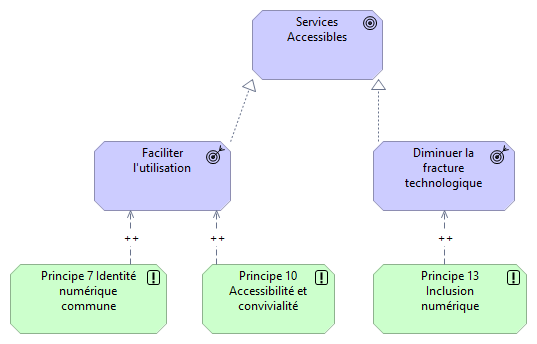 Services
Accessibles
Faciliter
l'utilisation
Diminuer la
fracture
technologique
++
++
++
Principe 7 Identité
numérique
commune
Principe 10
Accessibilité et
convivialité
Principe 13
Inclusion
numérique